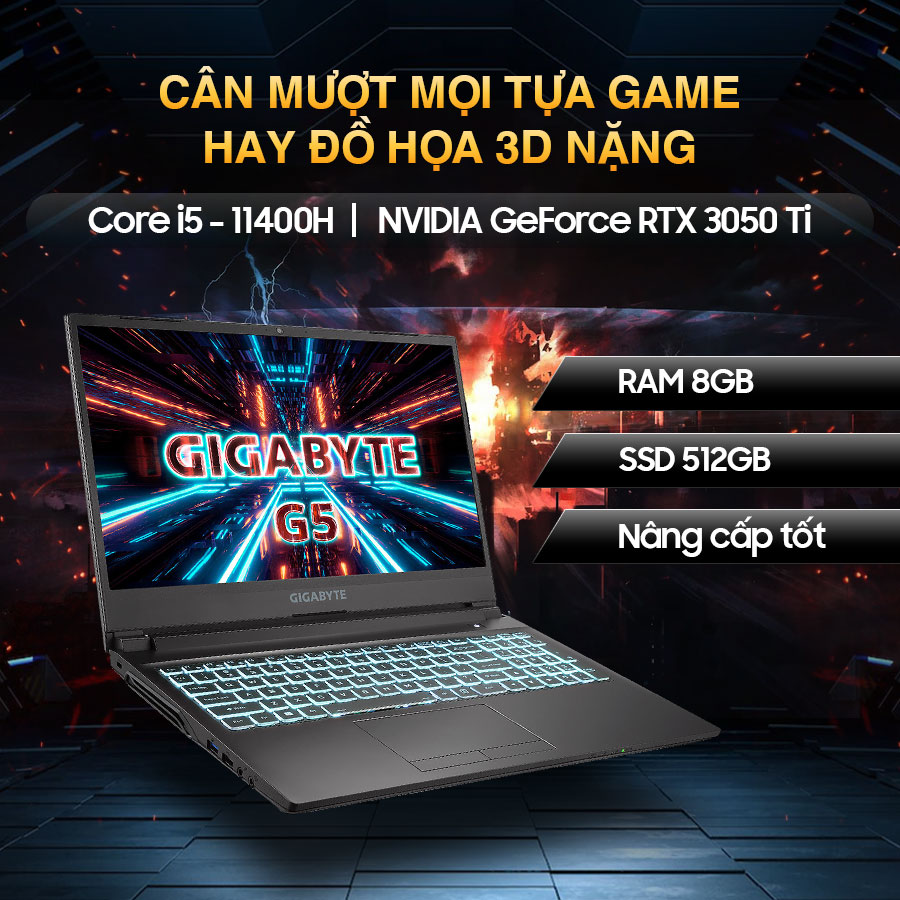 CÂN MƯỢT MỌI TỰA GAME
HAY ĐỒ HỌA 3D NẶNG
Core i5 - 11400H | NVIDIA GeForce RTX 3050 Ti
RAM 8GB
SSD 512GB
Nâng cấp tốt
GIGABYTE
G5
GIGABYTE